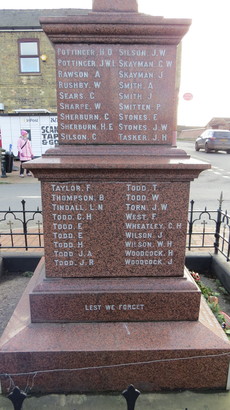 POTTINGER. H.O
POTTINGER. J.W.E
RAWSON. A
RUSHBY. W
SEARS. C
SHARPE. W
SHERBURN. C
SHERBURN. H.E
SILSON. C
SILSON. J.W
SKAYMAN. C.W
SKAYMAN. J
SMITH. A
SMITH. J
SMITTEN. P
STONES. E
STONES. J.W
TASKER. J.H
TAYLOR. F
THOMPSON. B
TINDALL. L.N
TODD. C.H
TODD. E
TODD. E
TODD. H
TODD. J.A
TODD. J.R
TODD. T
TODD. W
TORN. J.W
WEST. F
WHEATLEY. C.H
WILSON. J
WILSON. W.H
WOODCOCK. H
WOODCOCK. J
LEST WE FORGET